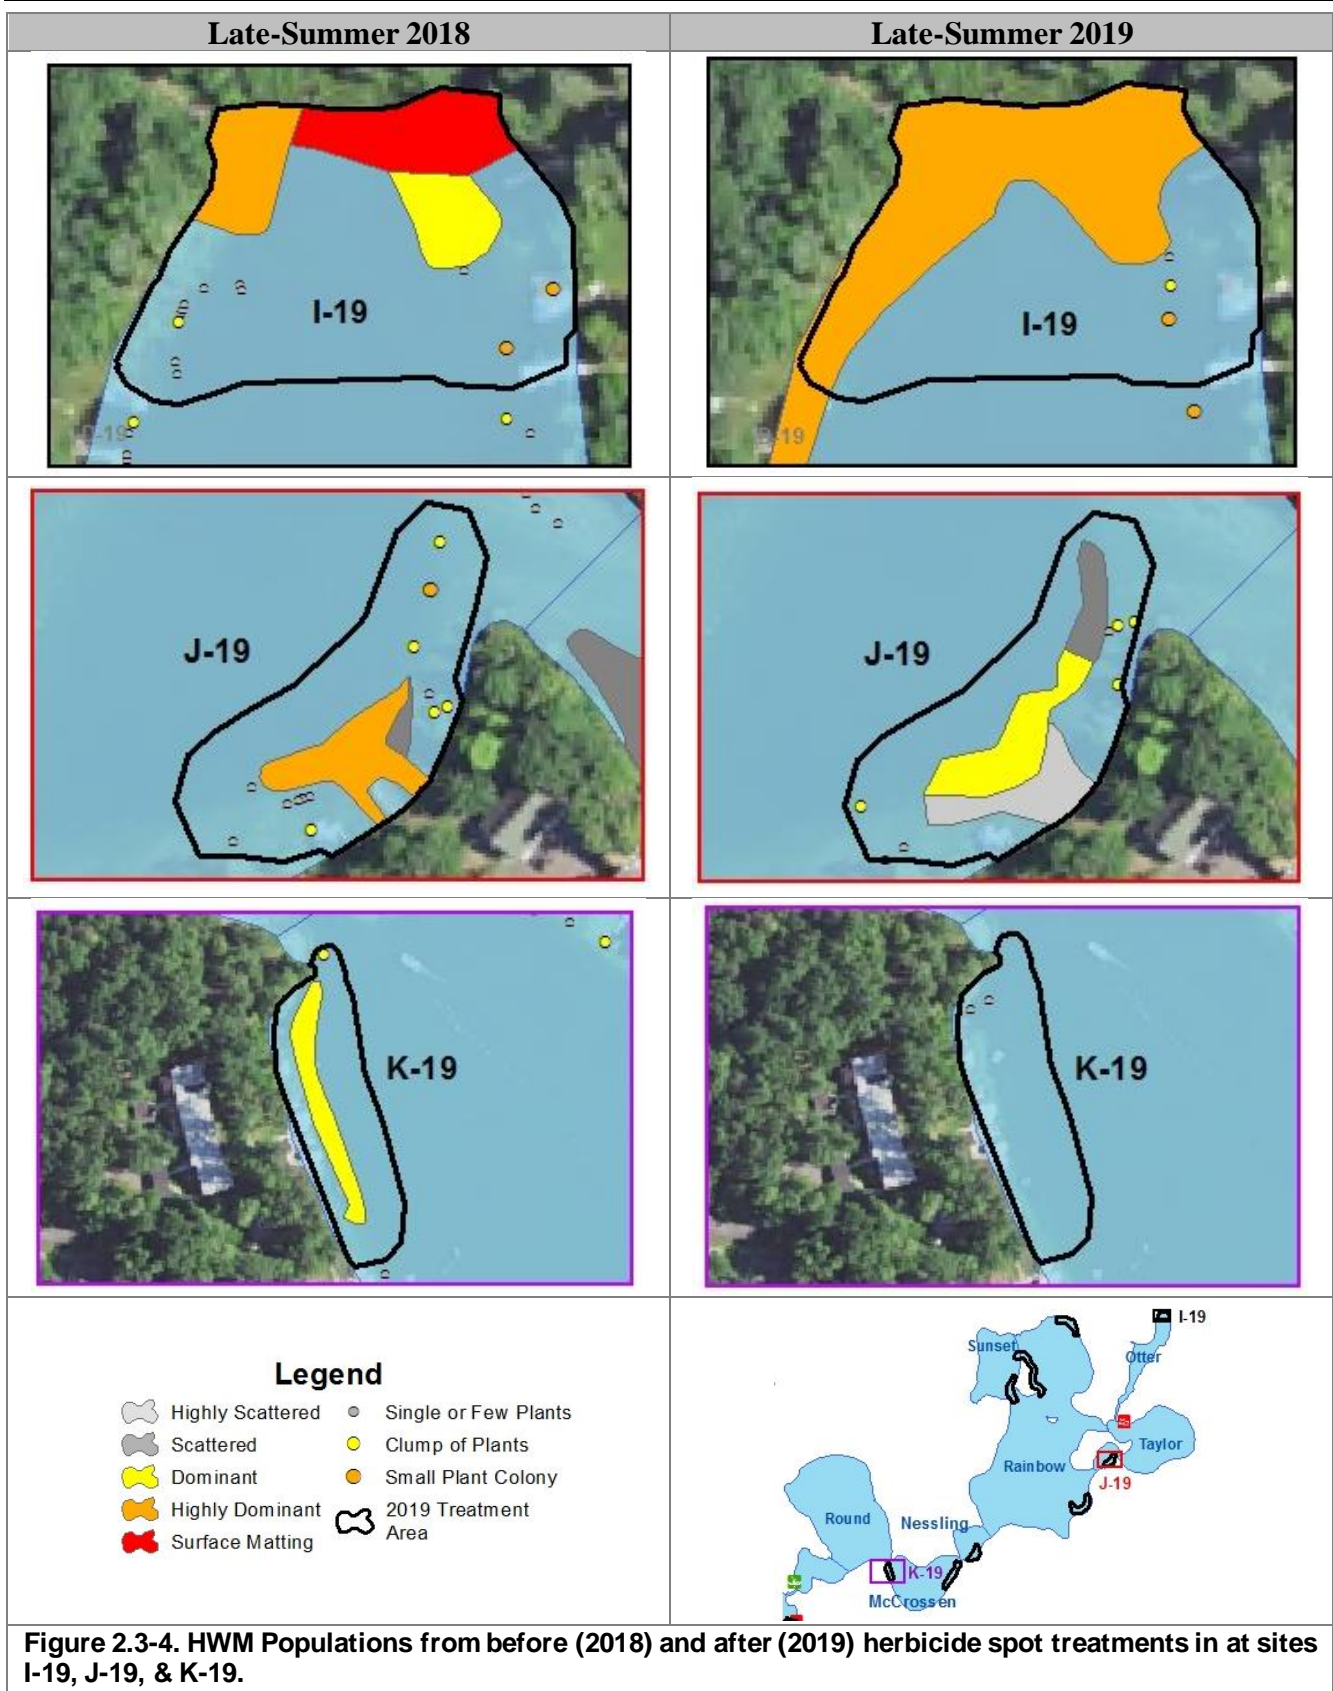 Late-Summer 2018
Late-Summer 2019
I-19
I-19
-19
-19
J-19
J-19
K-19
K-19
Legend
Highly Scattered
Scattered
Dominant
Highly Dominant
Surface Matting
Single or Few Plants
Clump of Plants
Small Plant Colony
2019 Treatment
Area
I-19
Sunset
Otter
Taylor
Rainbow
J-19
Round
Nessling
K-19
McCrossen
Figure 2.3-4. HWM Populations from before (2018) and after (2019) herbicide spot treatments in at sites
I-19, J-19, & K-19.